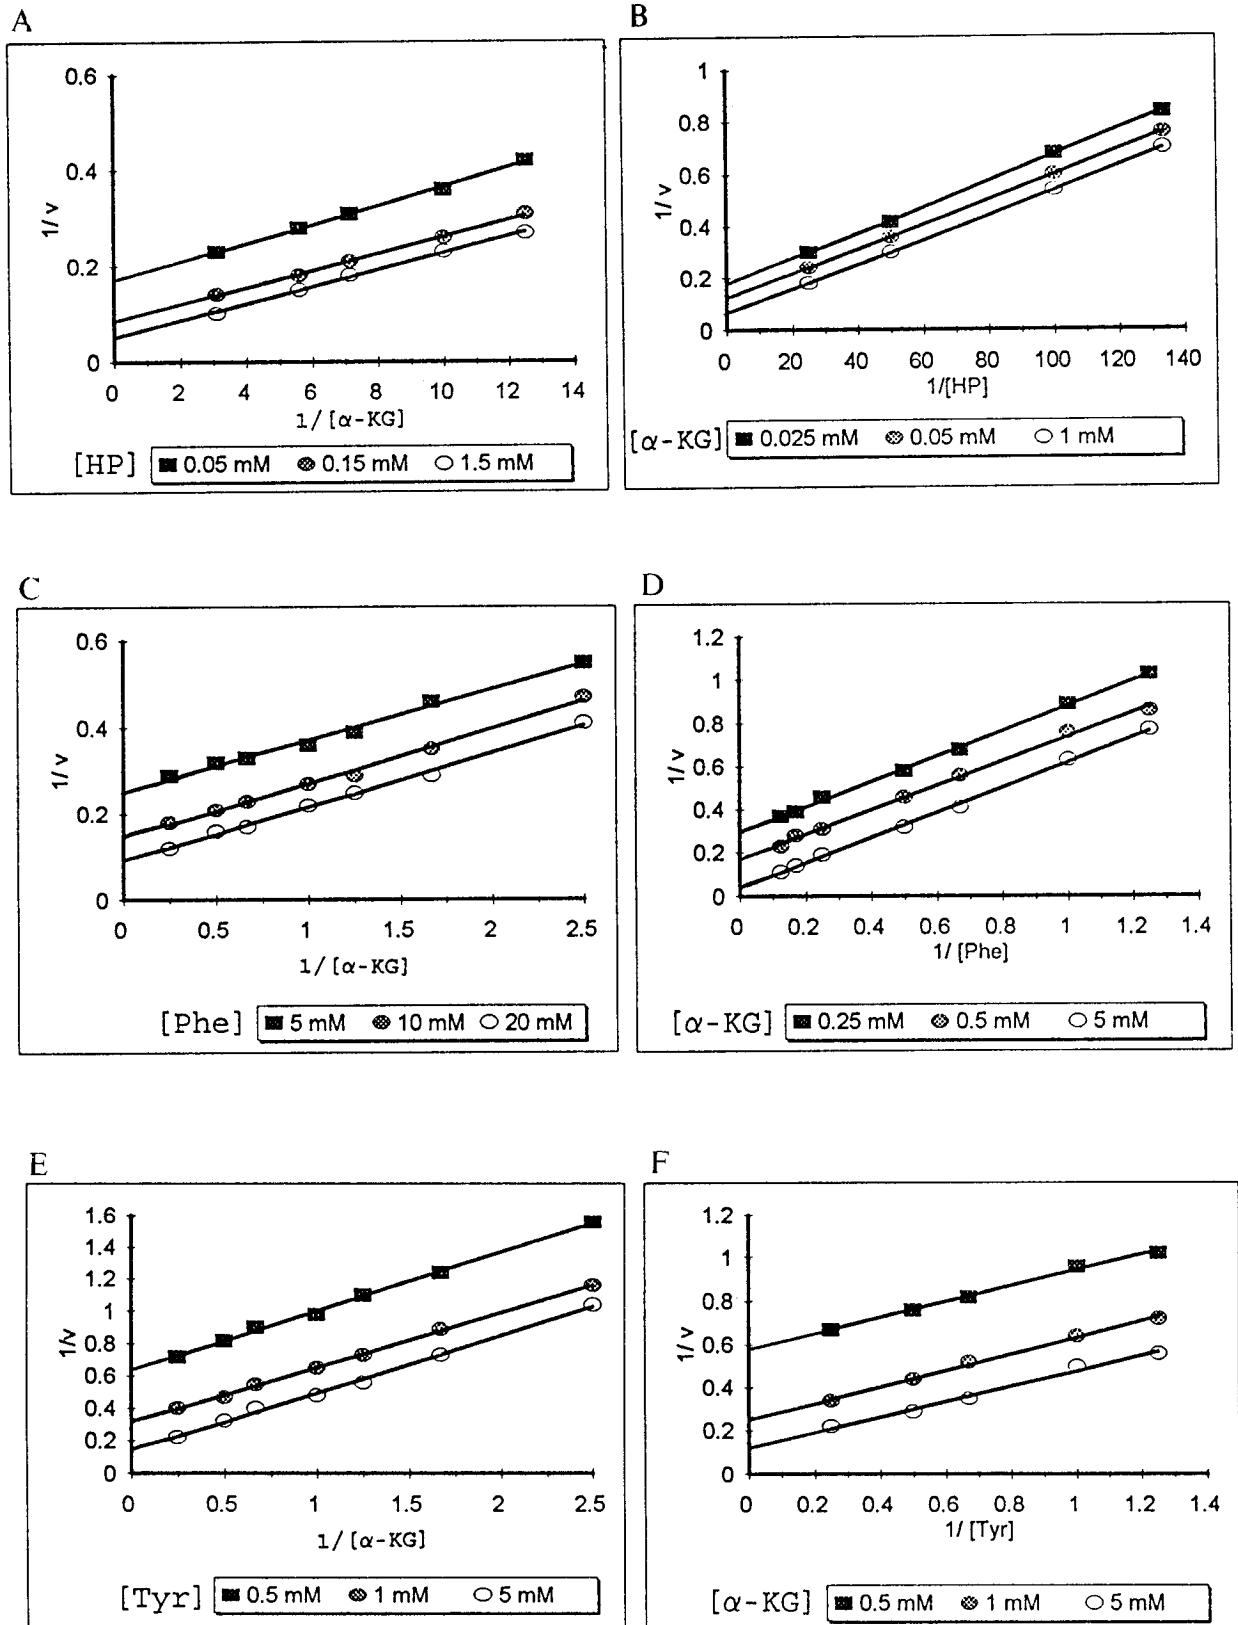 A
0.6
0.4
0.2
0
1/ v
0 2 4 6 8 10 12 14
1/ [α-KG]
[HP] 0.05 mM 0.15 mM 1.5 mM
B
1
0.8
0.6
0.4
0.2
0
1/ v
0 20 40 60 80 100 120 140
1/[HP]
[α-KG] 0.025 mM 0.05 mM 1 mM
C
0.6
0.4
0.2
0
1/ v
0 0.5 1 1.5 2 2.5
1/ [α-KG]
[Phe] 5 mM 10 mM 20 mM
D
1.2
1
0.8
0.6
0.4
0.2
0
1/ v
0 0.2 0.4 0.6 0.8 1 1.2 1.4
1/ [Phe]
[α-KG] 0.25 mM 0.5 mM 5 mM
E
1.6
1.4
1.2
1
0.8
0.6
0.4
0.2
0
1/v
0 0.5 1 1.5 2 2.5
1/ [α-KG]
[Tyr] 0.5 mM 1 mM 5 mM
F
1.2
1
0.8
0.6
0.4
0.2
0
1/ v
0 0.2 0.4 0.6 0.8 1 1.2 1.4
1/ [Tyr]
[α-KG] 0.5 mM 1 mM 5 mM